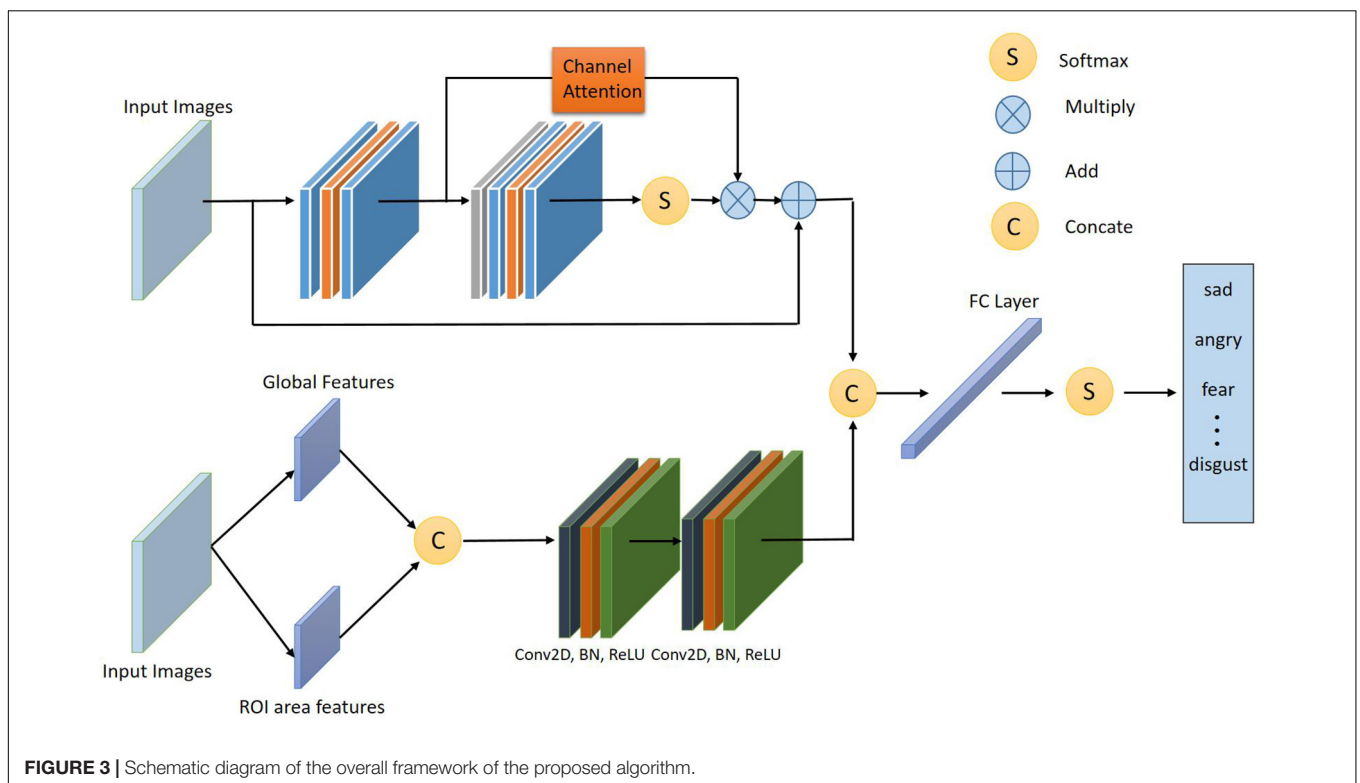 Input Images
Channel
Attention
S
C
S
Softmax
Multiply
Add
C
Concate
Global Features
C
Input Images
ROI area features
Conv2D, BN, ReLU
Conv2D, BN, ReLU
FC Layer
S
sad
angry
fear
disgust
FIGURE 3 | Schematic diagram of the overall framework of the proposed algorithm.